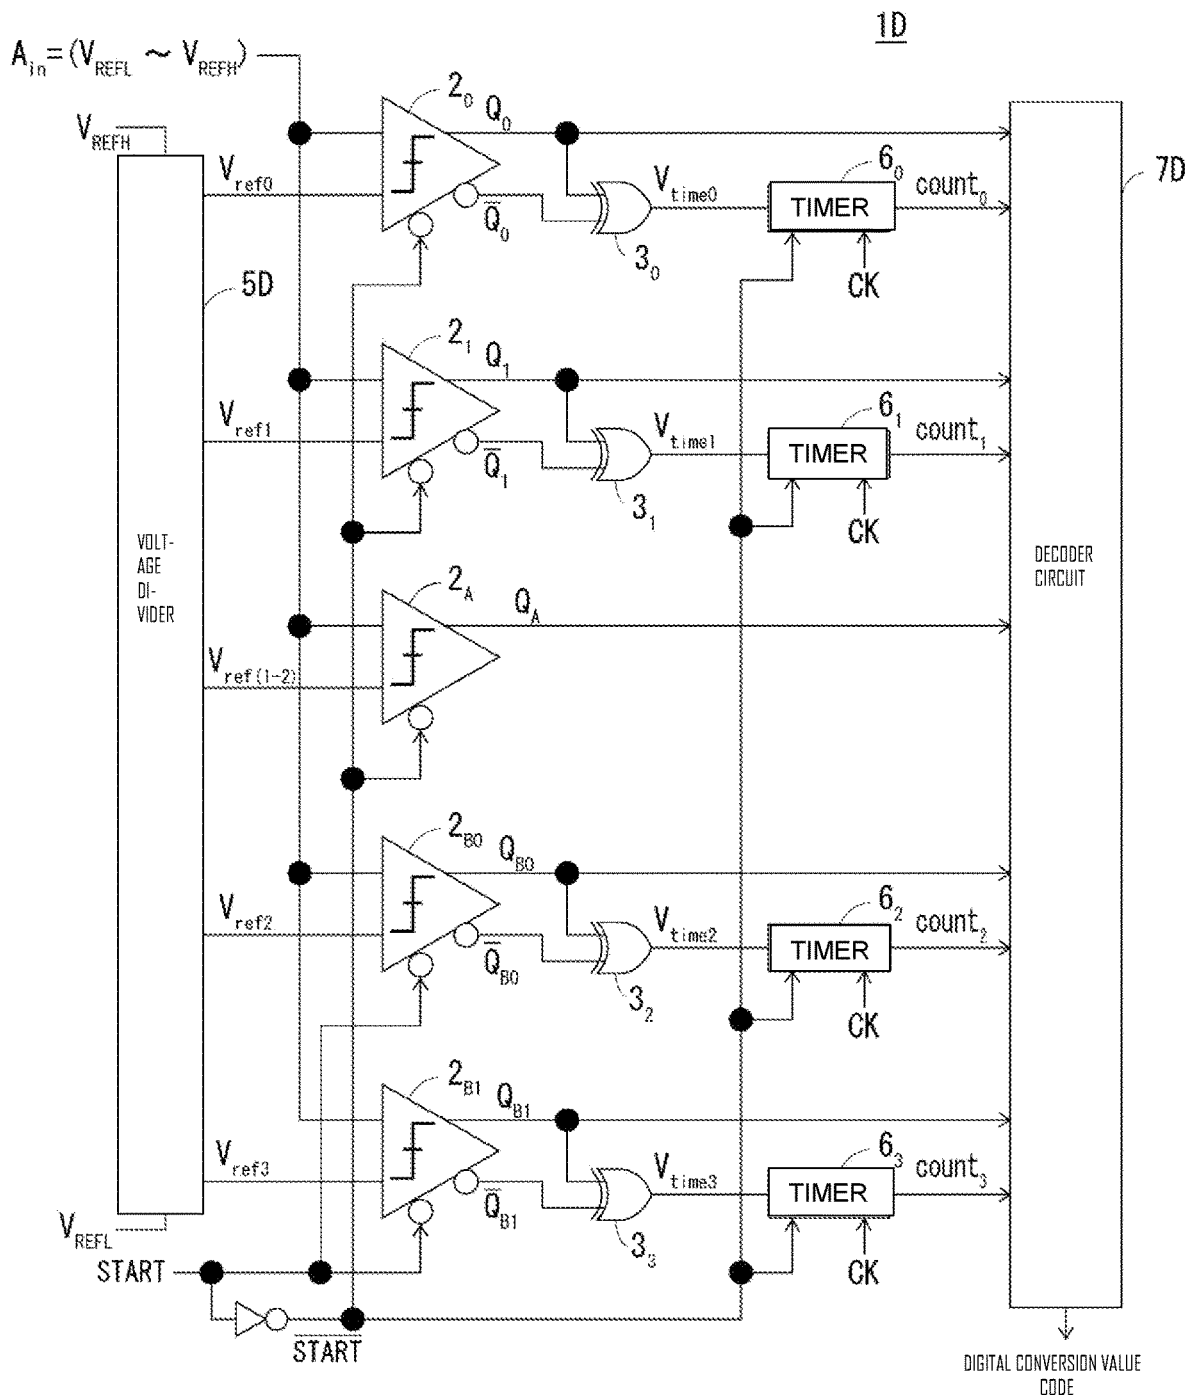 1D
A_in=(V_REFL ～ V_REFH)
V_REFH
2_0
Q_0
V_ref0
Q̅_0
3_0
V_time0
6_0
TIMER
count_0
CK
7D
5D
2_1
Q_1
V_ref1
Q̅_1
3_1
V_time1
6_1
TIMER
count_1
CK
VOLT-
AGE
DI-
VIDER
DECODER
CIRCUIT
2_A
Q_A
V_ref(1-2)
2_B0
Q_B0
V_ref2
Q̅_B0
3_2
V_time2
6_2
TIMER
count_2
CK
2_B1
Q_B1
V_ref3
Q̅_B1
3_3
V_time3
6_3
TIMER
count_3
CK
V_REFL
START
S̅T̅A̅R̅T̅
DIGITAL CONVERSION VALUE
CODE